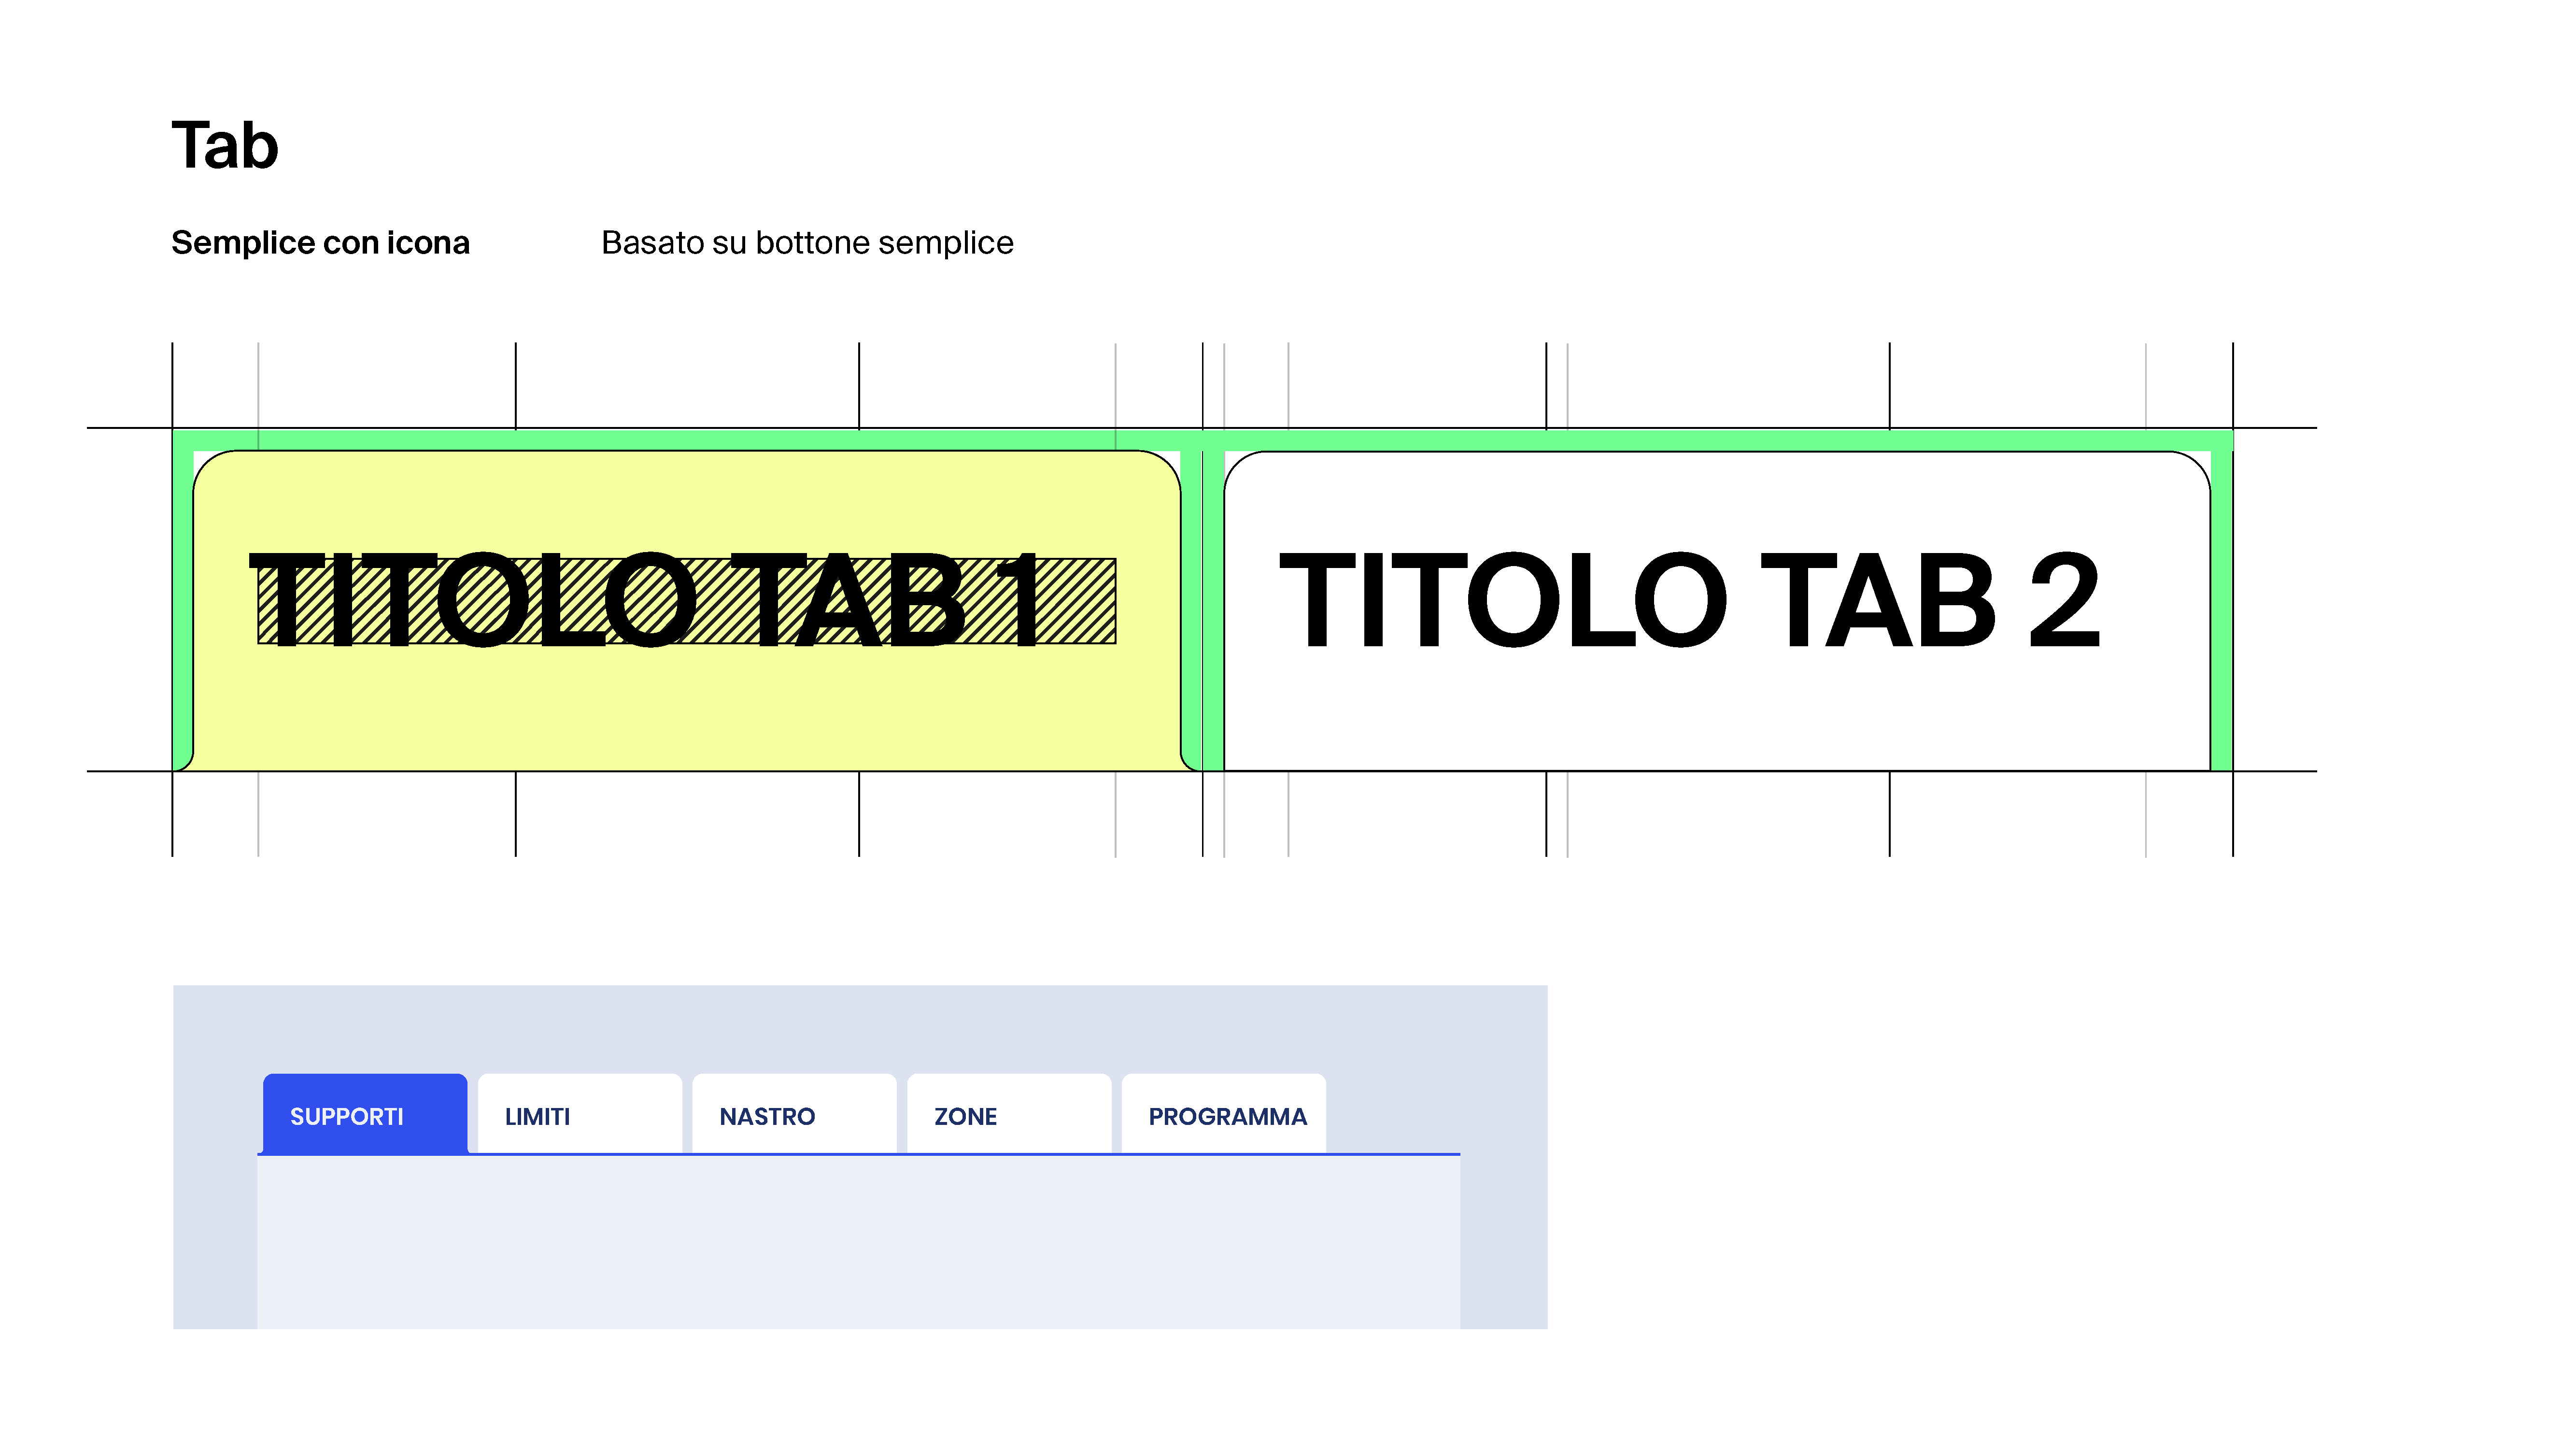 Tab
Semplice con icona Basato su bottone semplice
TITOLO TAB 1 TITOLO TAB 2
SUPPORTI LIMITI NASTRO ZONE PROGRAMMA